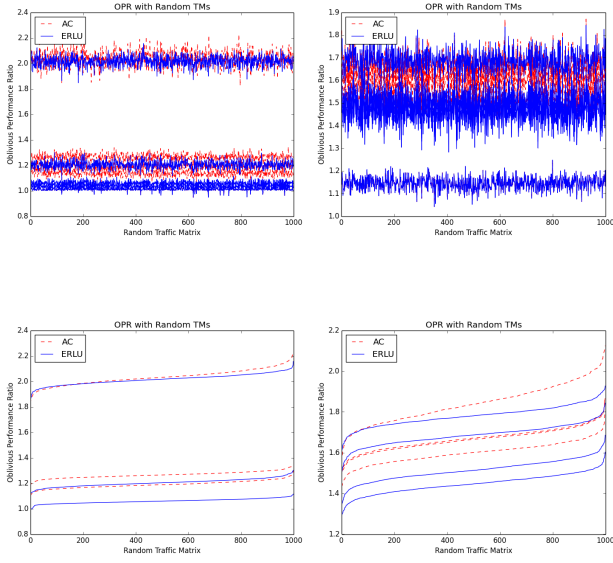 OPR with Random TMs
2.4
2.2
2.0
1.8
1.6
1.4
1.2
1.0
0.8
0
200
400
600
800
1000
Oblivious Performance Ratio
Random Traffic Matrix
AC
ERLU
OPR with Random TMs
1.9
1.8
1.7
1.6
1.5
1.4
1.3
1.2
1.1
1.0
0
200
400
600
800
1000
Oblivious Performance Ratio
Random Traffic Matrix
AC
ERLU
OPR with Random TMs
2.4
2.2
2.0
1.8
1.6
1.4
1.2
1.0
0.8
0
200
400
600
800
1000
Oblivious Performance Ratio
Random Traffic Matrix
AC
ERLU
OPR with Random TMs
2.2
2.0
1.8
1.6
1.4
1.2
0
200
400
600
800
1000
Oblivious Performance Ratio
Random Traffic Matrix
AC
ERLU